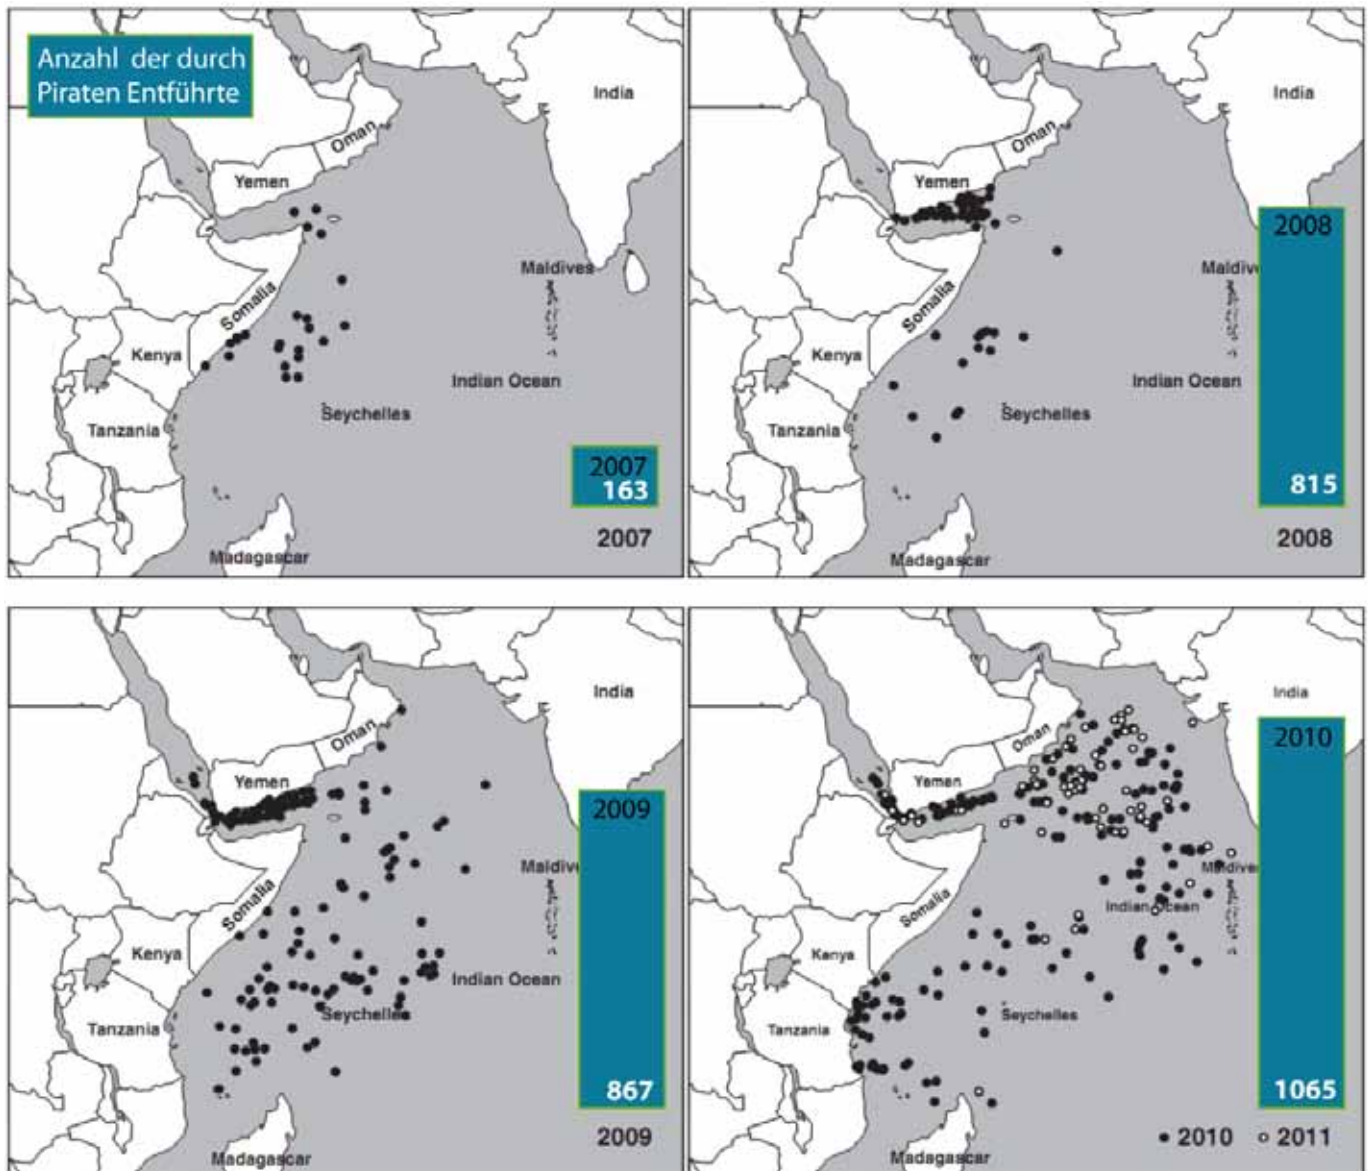 Anzahl der durch
Piraten Entführte
India
Oman
Yemen
Maldives
Somalia
Kenya
Indian Ocean
Seychelles
Tanzania
2007
163
2007
Madagascar
India
Oman
Yemen
2008
Maldive
Somalia
Kenya
Indian Ocean
Seychelles
Tanzania
815
2008
Madagascar
India
Oman
Yemen
2009
Maldive
Somalia
Kenya
Indian Ocean
Seychelles
Tanzania
867
2009
Madagascar
India
2010
Oman
Yemen
Maldives
Somalia
Indian Ocean
Kenya
Seychelles
Tanzania
1065
2010 2011
Madagascar